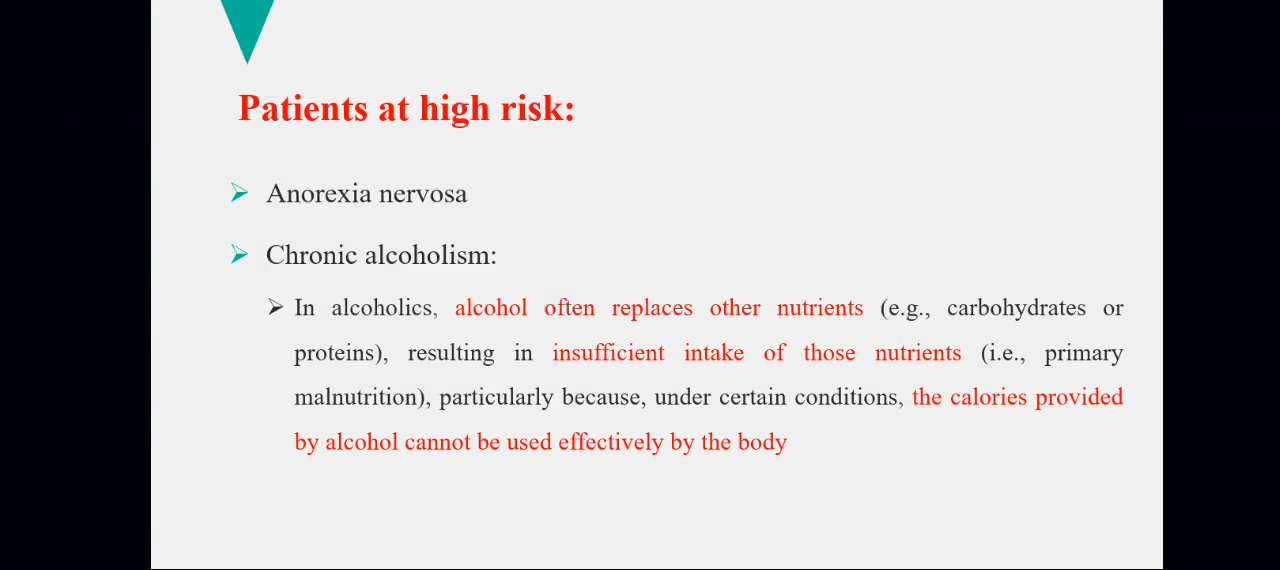 Patients at high risk:
Anorexia nervosa
Chronic alcoholism:
In alcoholics, alcohol often replaces other nutrients (e.g., carbohydrates or
proteins), resulting in insufficient intake of those nutrients (i.e., primary
malnutrition), particularly because, under certain conditions, the calories provided
by alcohol cannot be used effectively by the body